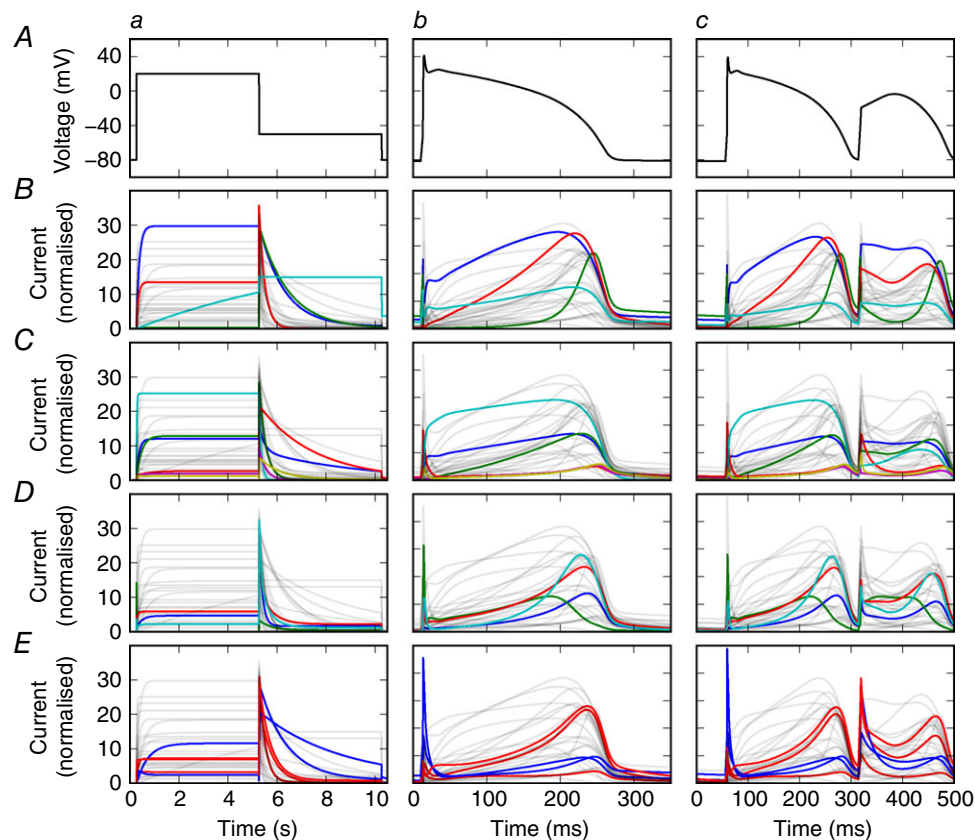 a b c
A
Voltage (mV)
40
0
−40
−80
B
Current
(normalised)
30
20
10
0
C
Current
(normalised)
30
20
10
0
D
Current
(normalised)
30
20
10
0
E
Current
(normalised)
30
20
10
0
0 2 4 6 8 10
0 100 200 300
0 100 200 300 400 500
Time (s) Time (ms) Time (ms)